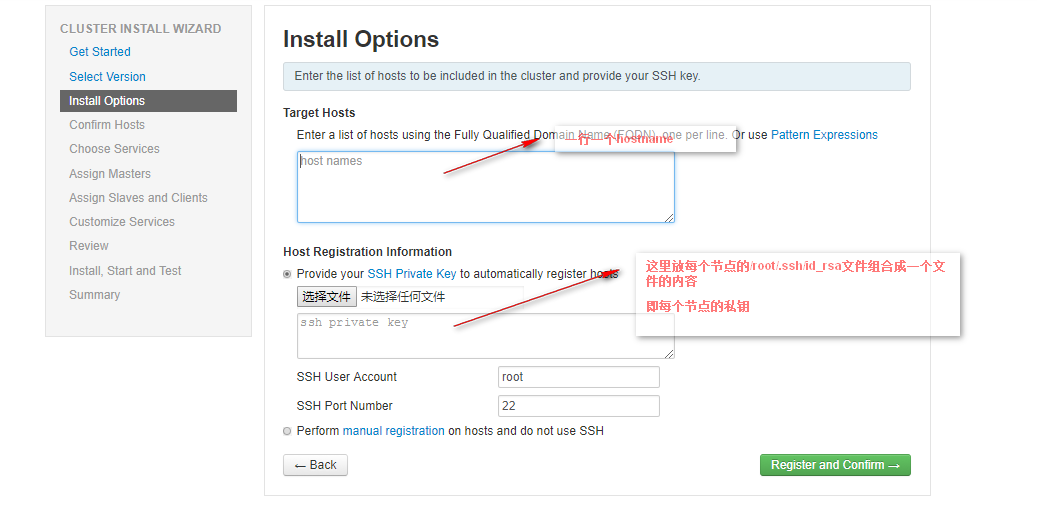 CLUSTER INSTALL WIZARD
Get Started
Select Version
Install Options
Confirm Hosts
Choose Services
Assign Masters
Assign Slaves and Clients
Customize Services
Review
Install, Start and Test
Summary
Install Options
Enter the list of hosts to be included in the cluster and provide your SSH key.
Target Hosts
Enter a list of hosts using the Fully Qualified Domain Name (FQDN), one per line. Or use Pattern Expressions
一行一个hostname
host names
Host Registration Information
Provide your SSH Private Key to automatically register hosts
选择文件 未选择任何文件
ssh private key
这里放每个节点的/root/.ssh/id_rsa文件组合成一个文
件的内容
即每个节点的私钥
SSH User Account root
SSH Port Number 22
Perform manual registration on hosts and do not use SSH
← Back
Register and Confirm →